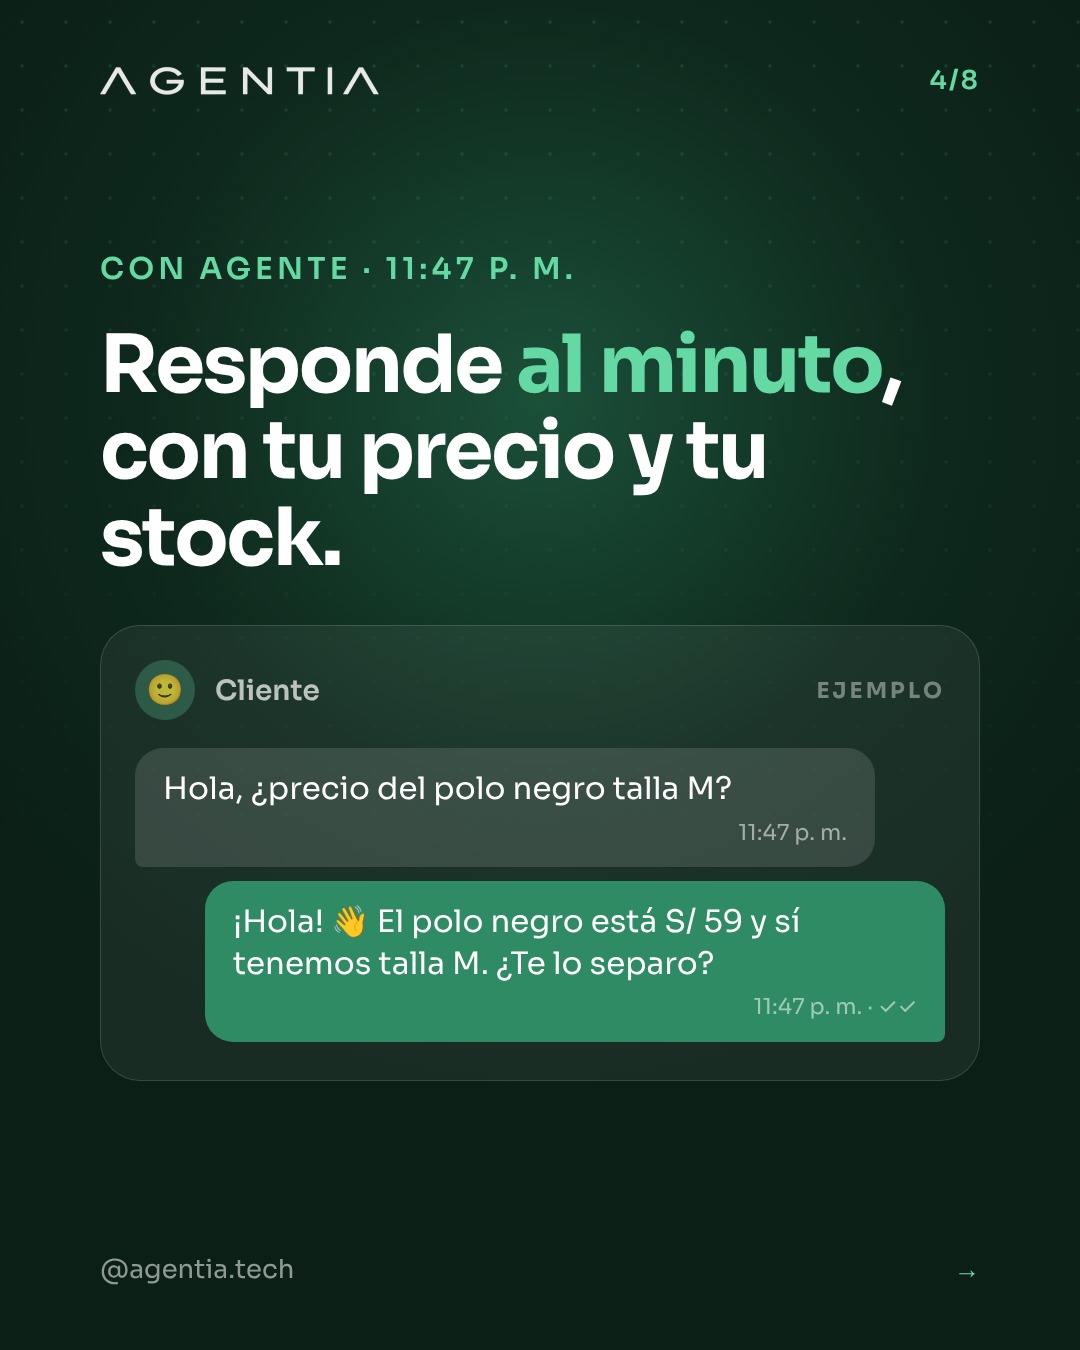 AGENTIA
4/8
CON AGENTE · 11:47 P. M.
Responde al minuto,
con tu precio y tu
stock.
Cliente
EJEMPLO
Hola, ¿precio del polo negro talla M?
11:47 p. m.
¡Hola! 👋 El polo negro está S/ 59 y sí
tenemos talla M. ¿Te lo separo?
11:47 p. m. · ✓✓
@agentia.tech
→